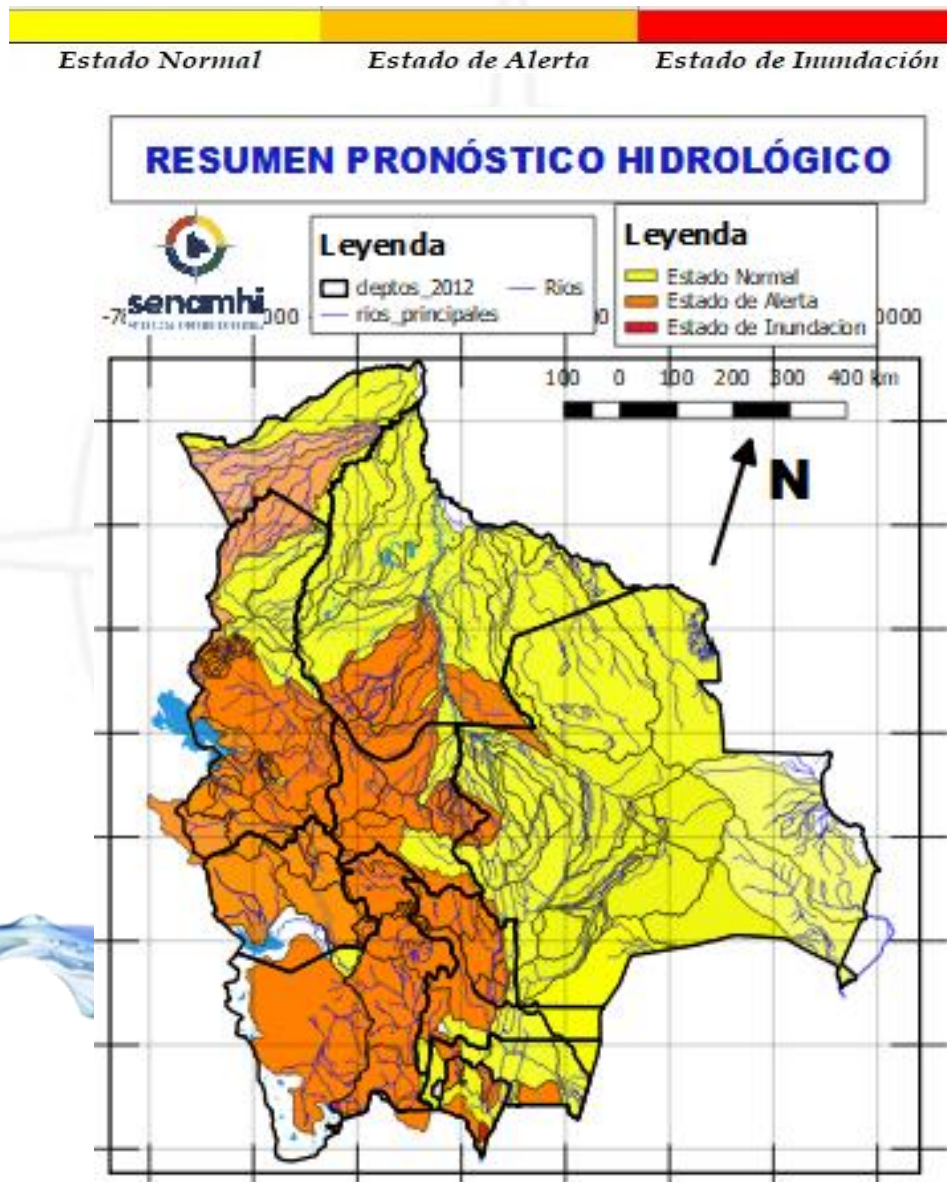 Estado Normal Estado de Alerta Estado de Inundación
RESUMEN PRONÓSTICO HIDROLÓGICO
senamhi
Leyenda
deptos_2012 Rios
rios_principales
Leyenda
Estado Normal
Estado de Alerta
Estado de Inundacion
100 0 100 200 300 400 km
N